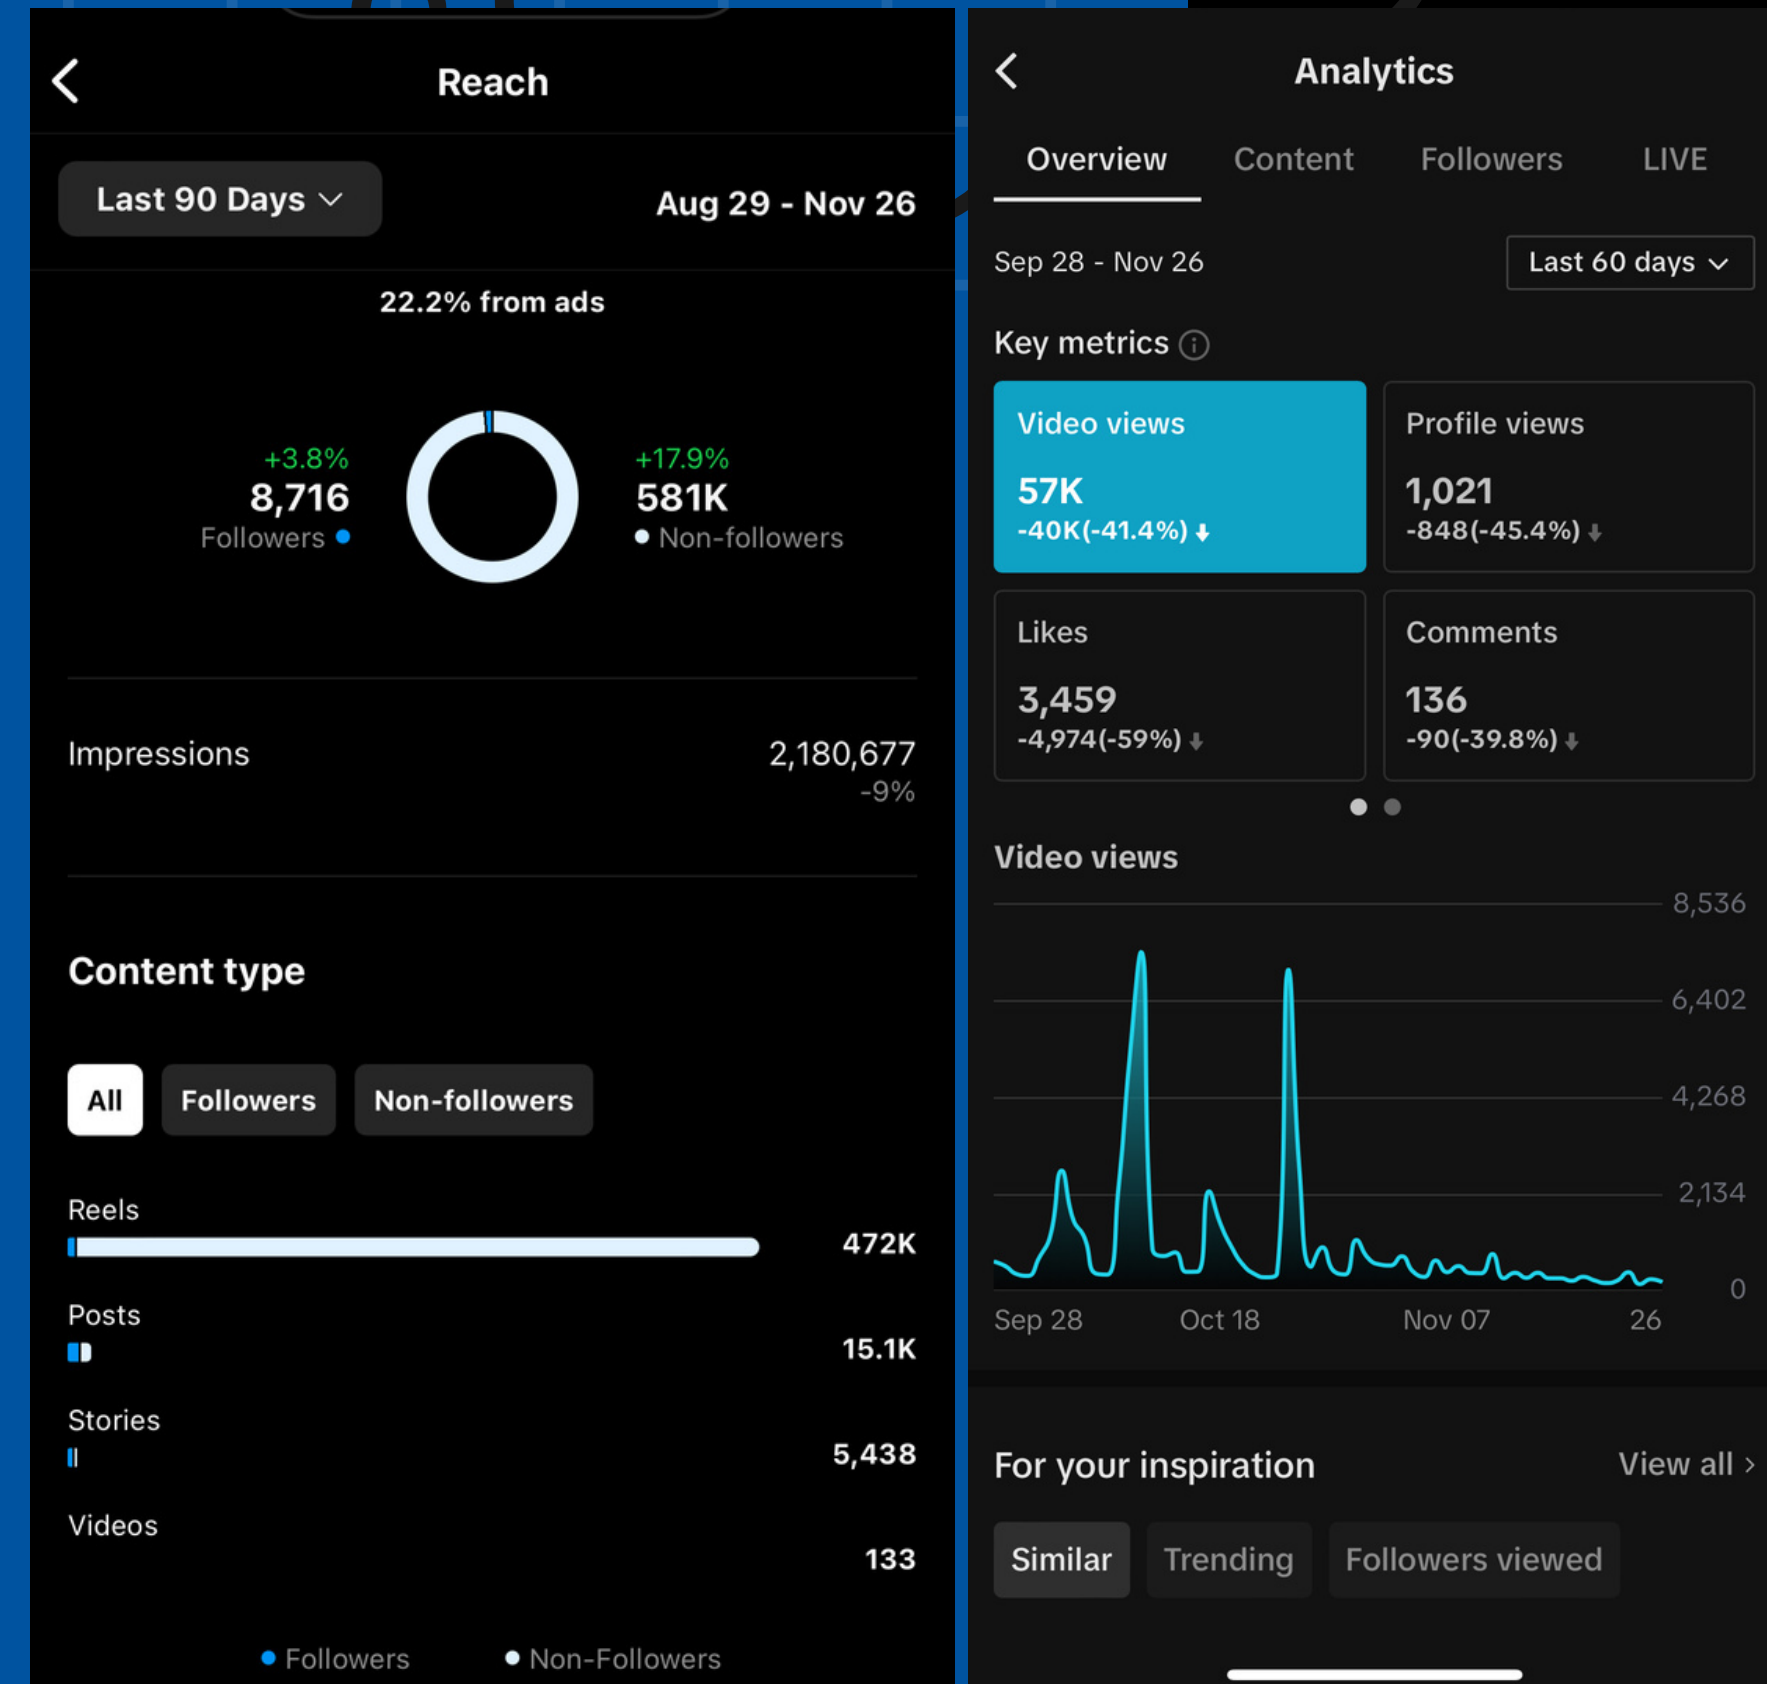 Reach
Last 90 Days
Aug 29 - Nov 26
22.2% from ads
+3.8%
8,716
Followers
+17.9%
581K
Non-followers
Impressions
2,180,677
-9%
Content type
All
Followers
Non-followers
Reels
472K
Posts
15.1K
Stories
5,438
Videos
133
Followers
Non-Followers
Analytics
Overview
Content
Followers
LIVE
Sep 28 - Nov 26
Last 60 days
Key metrics
Video views
57K
-40K(-41.4%)
Profile views
1,021
-848(-45.4%)
Likes
3,459
-4,974(-59%)
Comments
136
-90(-39.8%)
Video views
8,536
6,402
4,268
2,134
0
Sep 28
Oct 18
Nov 07
26
For your inspiration
View all >
Similar
Trending
Followers viewed